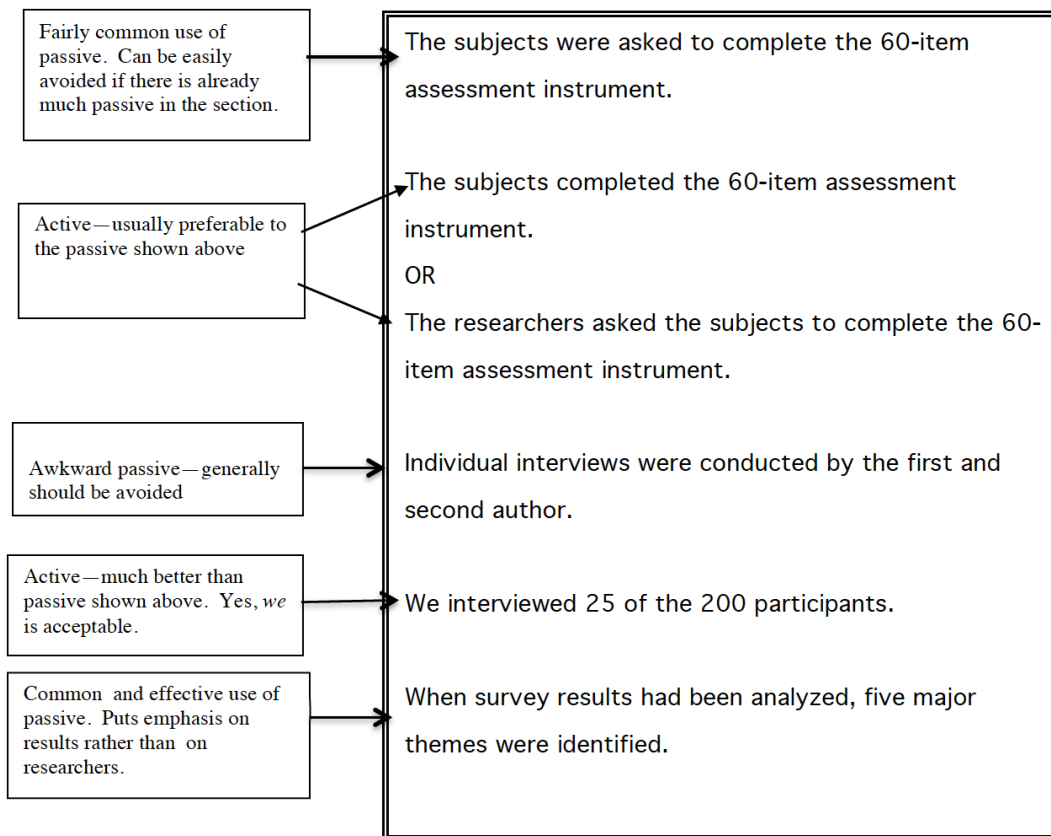 Fairly common use of
passive.  Can be easily
avoided if there is already
much passive in the section.
The subjects were asked to complete the 60-item
assessment instrument.
Active—usually preferable to
the passive shown above
The subjects completed the 60-item assessment
instrument.
OR
The researchers asked the subjects to complete the 60-
item assessment instrument.
Awkward passive—generally
should be avoided
Individual interviews were conducted by the first and
second author.
Active—much better than
passive shown above.  Yes, we
is acceptable.
We interviewed 25 of the 200 participants.
Common  and effective use of
passive.  Puts emphasis on
results rather than  on
researchers.
When survey results had been analyzed, five major
themes were identified.